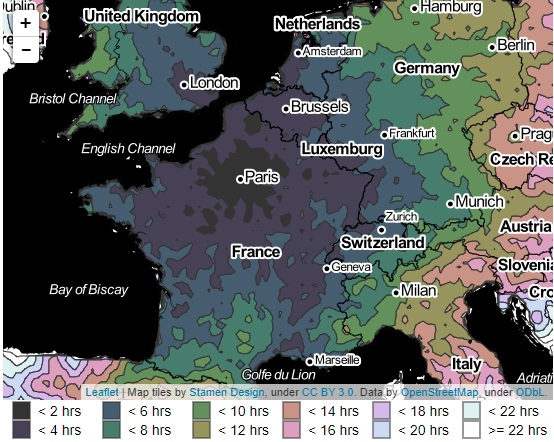 Dublin
Hamburg
+
United Kingdom
Netherlands
−
Amsterdam
Berlin
Germany
London
Bristol Channel
Brussels
English Channel
Frankfurt
Prag
Luxemburg
Czech Re
Paris
Munich
Zurich
Austria
Switzerland
France
Geneva
Slovenia
Bay of Biscay
Milan
Cro
Marseille
Italy
Golfe du Lion
Adriati
Leaflet | Map tiles by Stamen Design, under CC BY 3.0. Data by OpenStreetMap, under ODbL.
< 2 hrs < 6 hrs < 10 hrs < 14 hrs < 18 hrs < 22 hrs
< 4 hrs < 8 hrs < 12 hrs < 16 hrs < 20 hrs >= 22 hrs